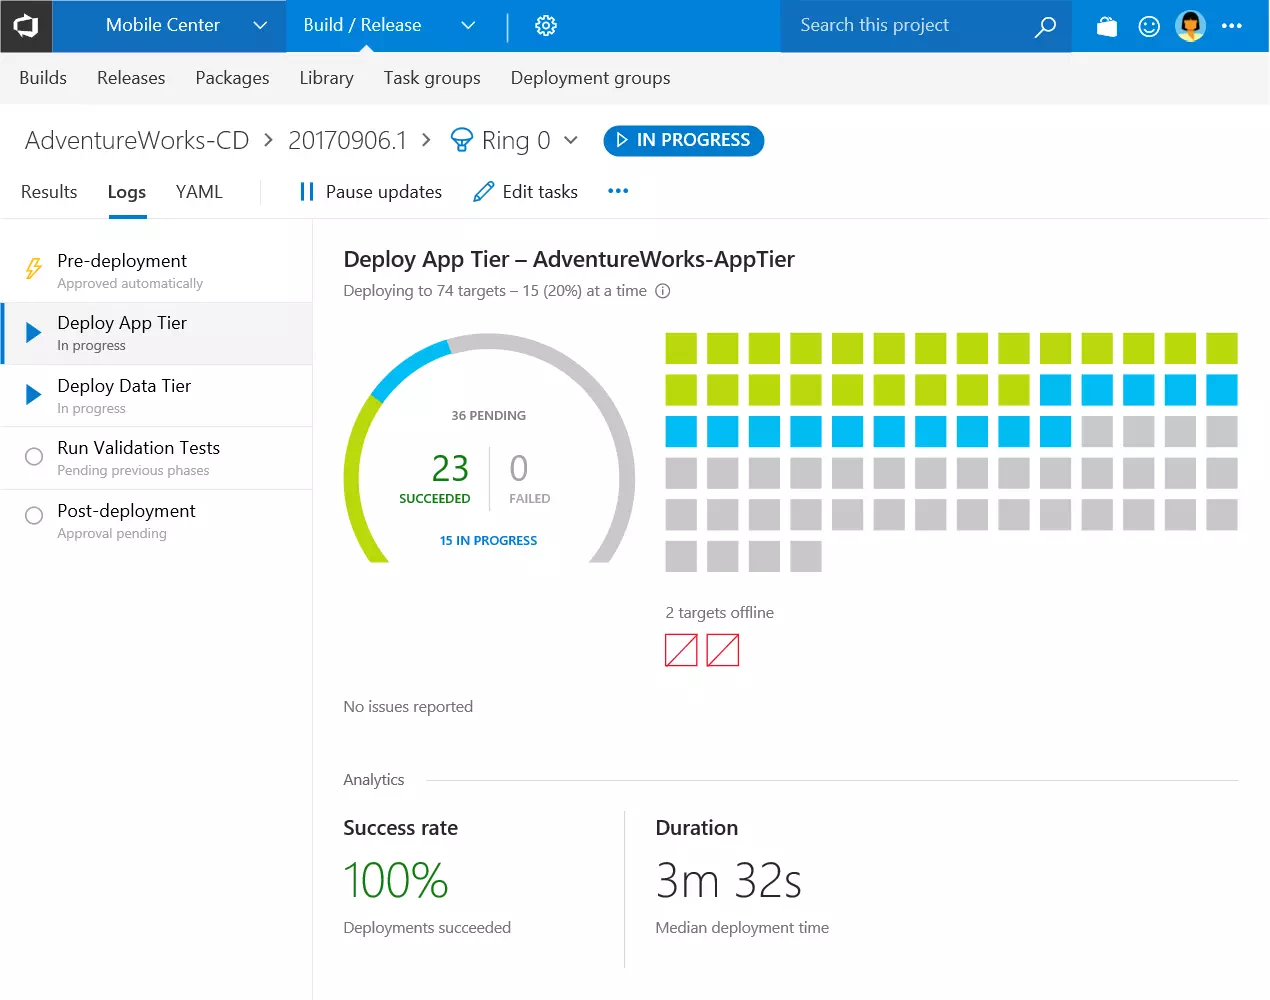 Mobile Center
Build / Release
Search this project
Builds Releases Packages Library Task groups Deployment groups
AdventureWorks-CD > 20170906.1 > Ring 0
IN PROGRESS
Results Logs YAML
Pause updates
Edit tasks
Pre-deployment
Approved automatically
Deploy App Tier
In progress
Deploy Data Tier
In progress
Run Validation Tests
Pending previous phases
Post-deployment
Approval pending
Deploy App Tier – AdventureWorks-AppTier
Deploying to 74 targets – 15 (20%) at a time
36 PENDING
23 0
SUCCEEDED FAILED
15 IN PROGRESS
2 targets offline
No issues reported
Analytics
Success rate
100%
Deployments succeeded
Duration
3m 32s
Median deployment time